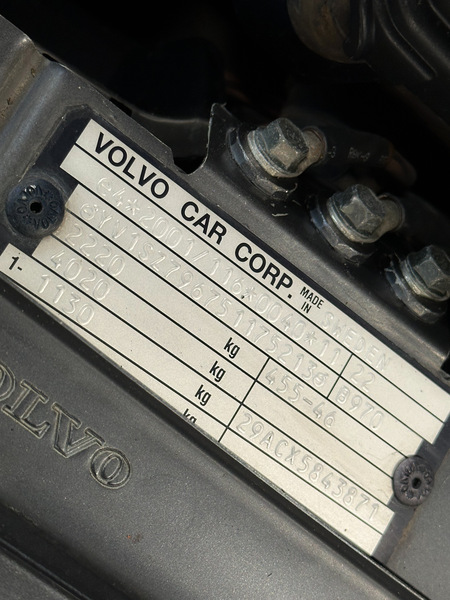 VOLVO CAR CORP. MADE IN SWEDEN
e4*2001/116*0040*11 22
YV1SZ796751175213 B970
2220 kg 455-46
4020 kg
1- 1130 kg 29ACX5843871
kg
VOLVO